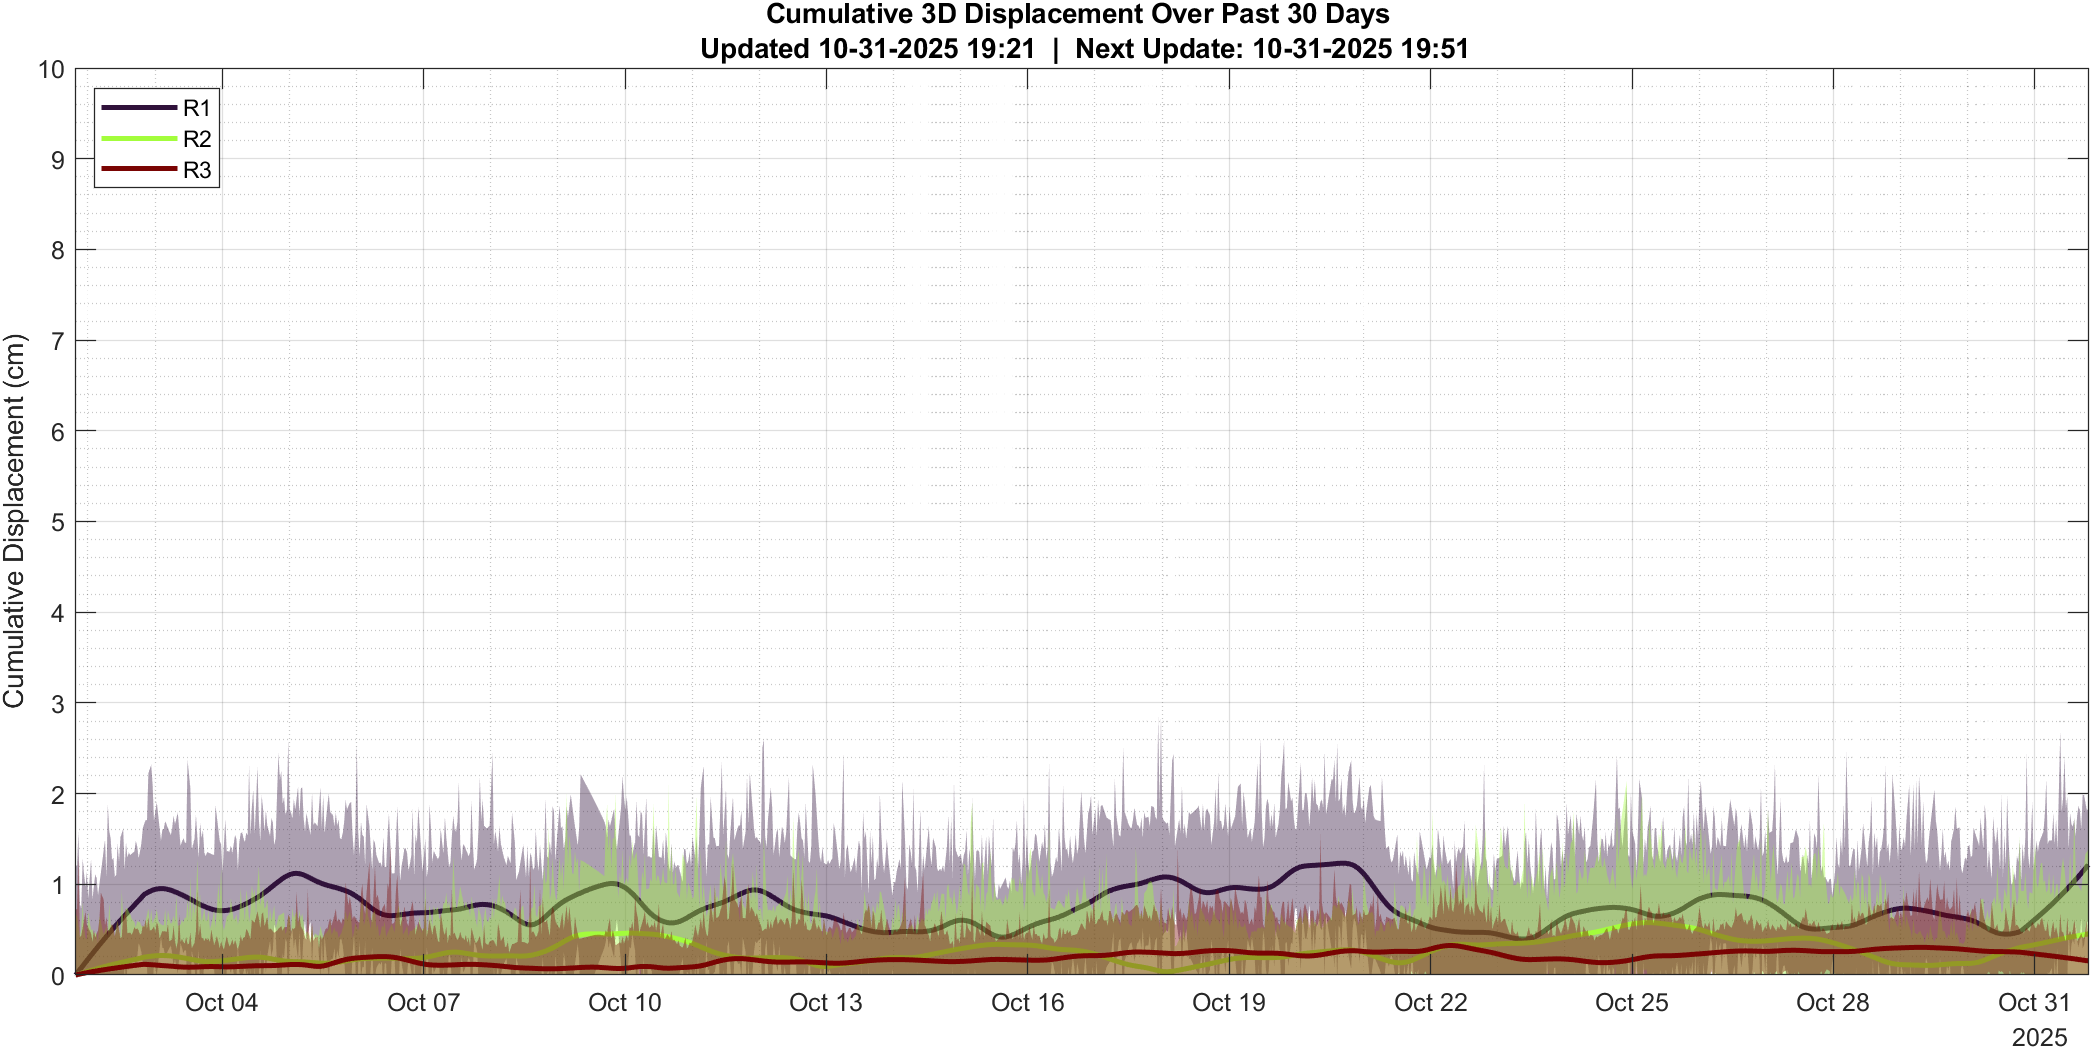 Cumulative 3D Displacement Over Past 30 Days
Updated 10-31-2025 19:21 | Next Update: 10-31-2025 19:51
Cumulative Displacement (cm)
10
9
8
7
6
5
4
3
2
1
0
R1
R2
R3
Oct 04 Oct 07 Oct 10 Oct 13 Oct 16 Oct 19 Oct 22 Oct 25 Oct 28 Oct 31
2025